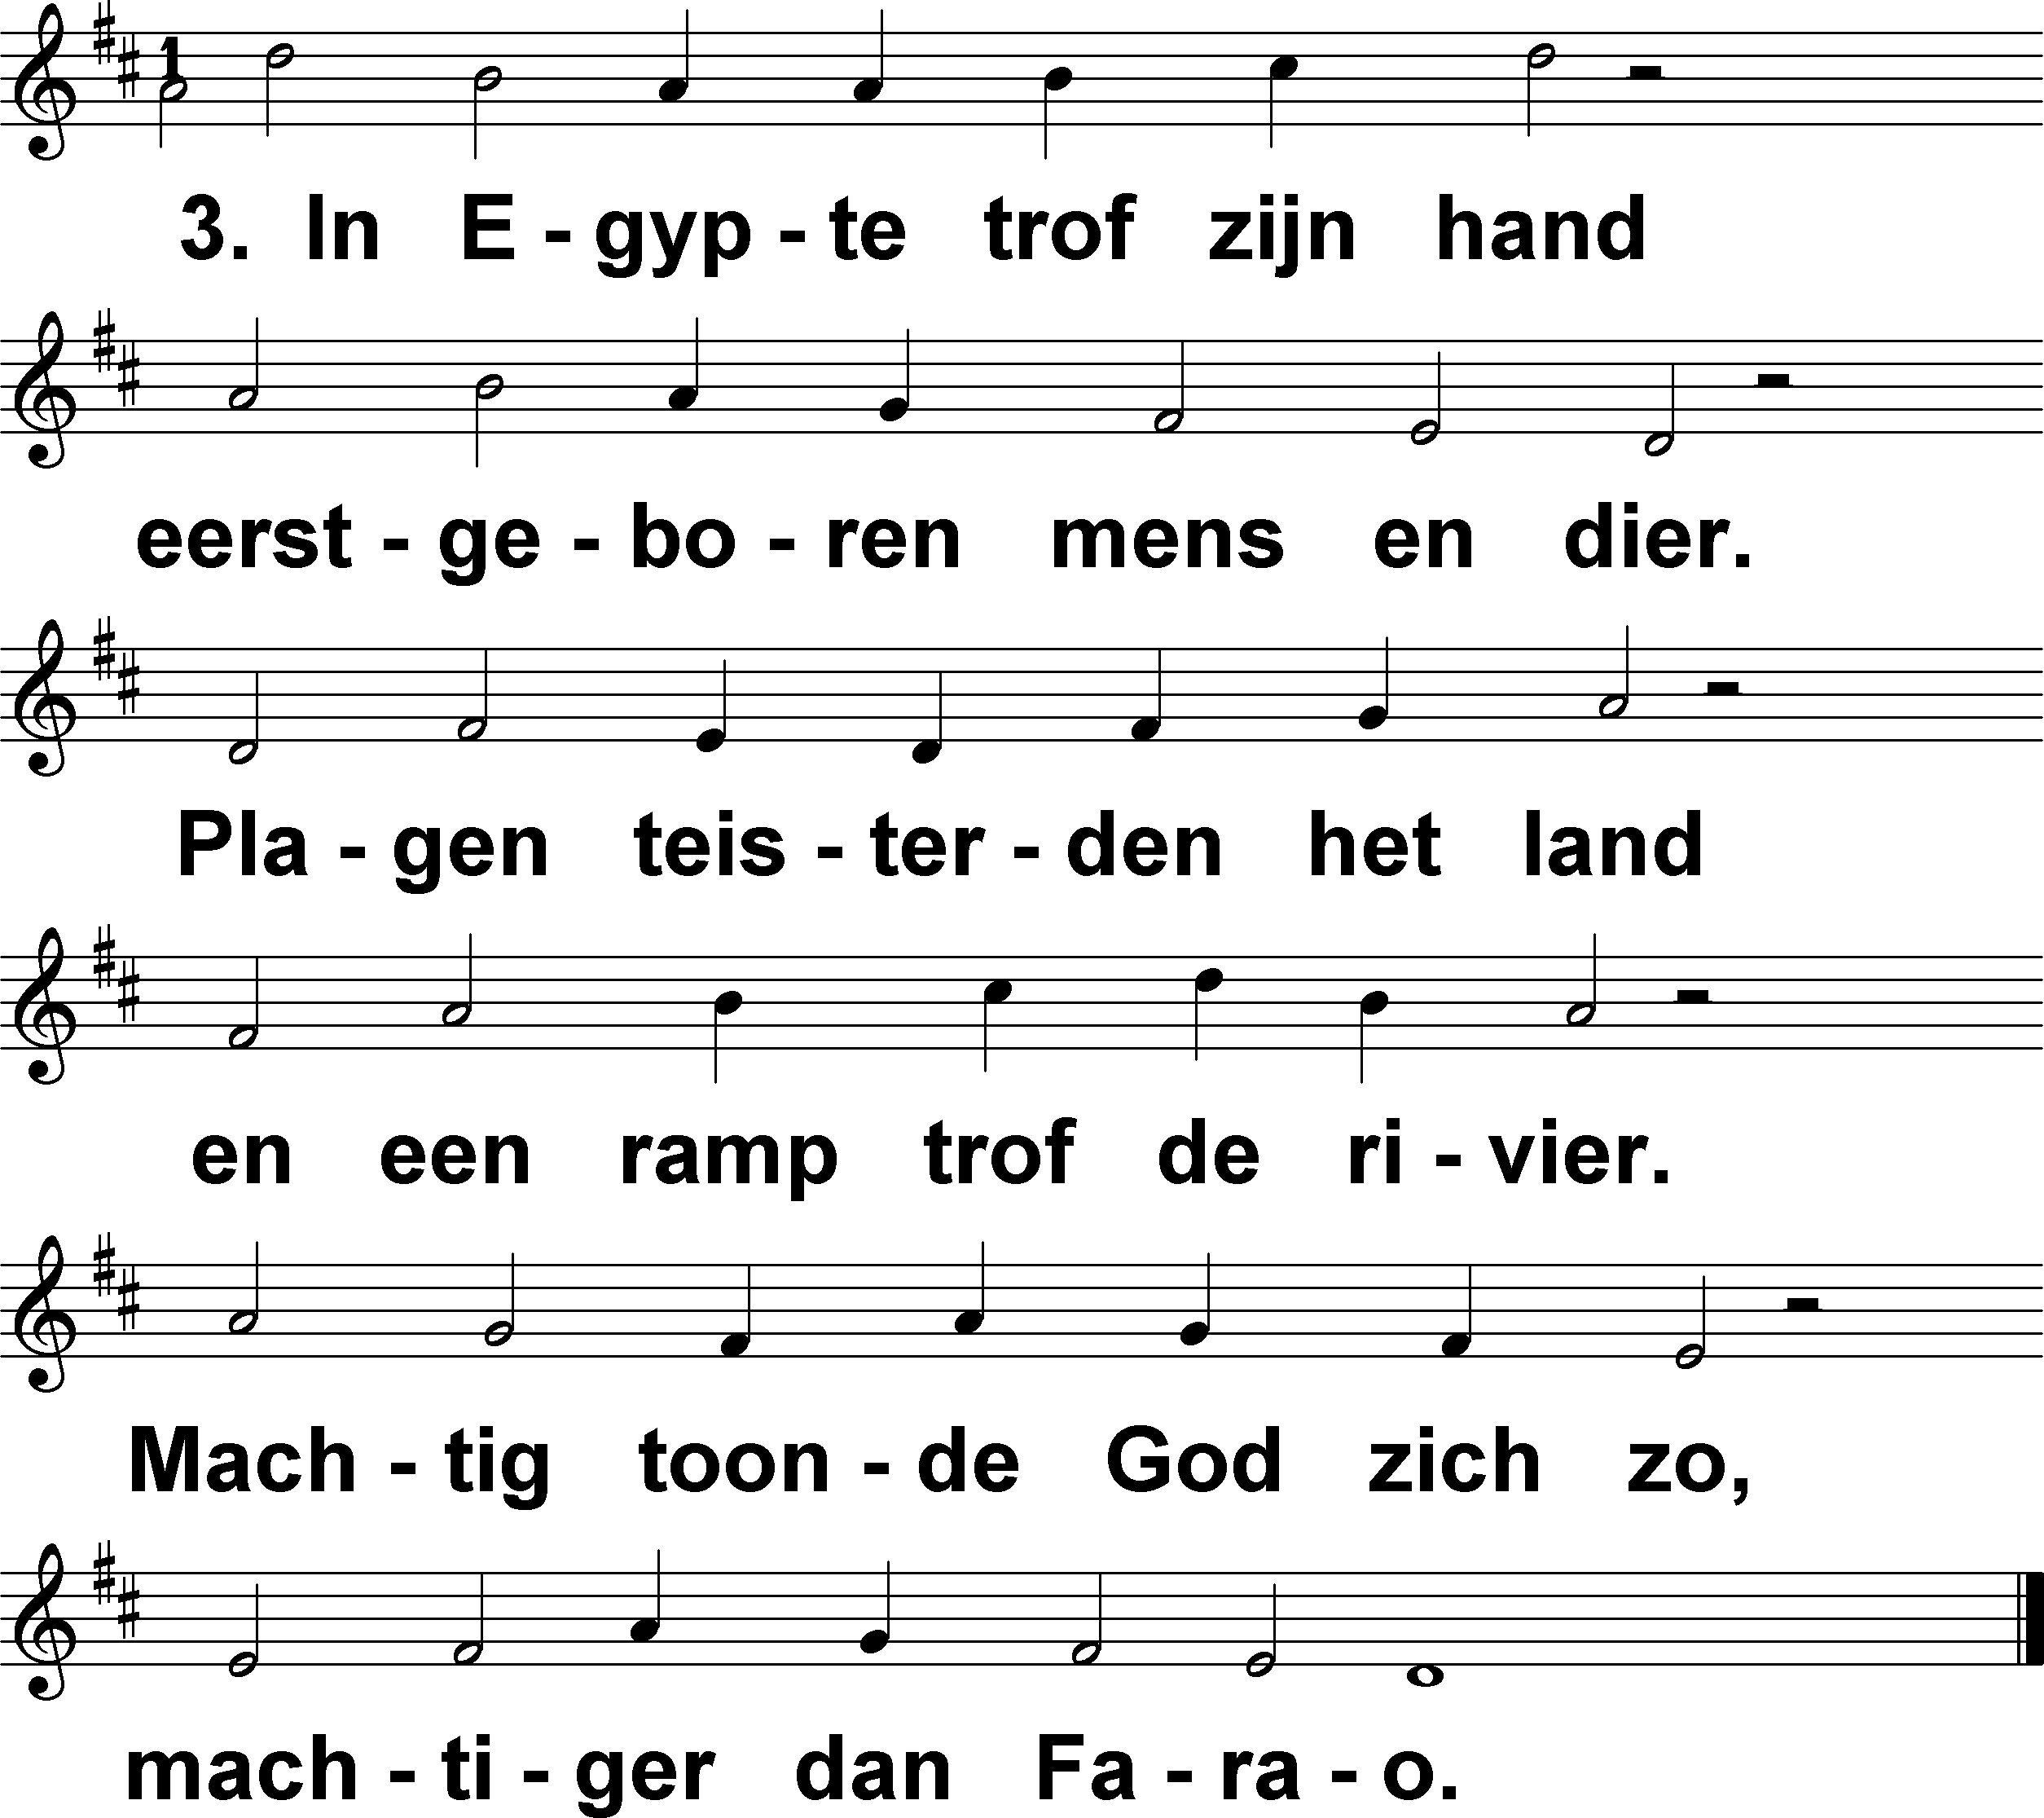 1
3. In E - gyp - te trof zijn hand
eerst - ge - bo - ren mens en dier.
Pla - gen teis - ter - den het land
en een ramp trof de ri - vier.
Mach - tig toon - de God zich zo,
mach - ti - ger dan Fa - ra - o.